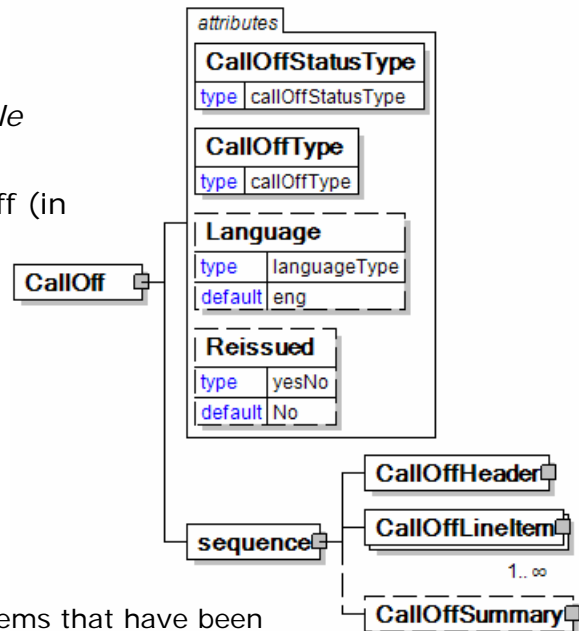 attributes
CallOffStatusType
type callOffStatusType
CallOffType
type callOffType
ff (in
Language
type languageType
default eng
CallOff
Reissued
type yesNo
default No
CallOffHeader
CallOffLineItem
sequence
1..∞
CallOffSummary
ems that have been